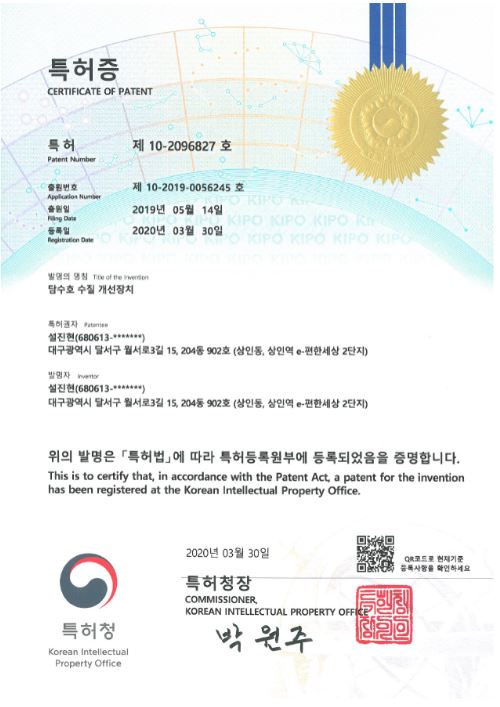 특허증
CERTIFICATE OF PATENT
특 허 제 10-2096827 호
Patent Number
출원번호 제 10-2019-0056245 호
Application Number
출원일 2019년 05월 14일
Filing Date
등록일 2020년 03월 30일
Registration Date
KIPO KIPO KIPO KIPO
발명의 명칭 Title of the Invention
담수호 수질 개선장치
특허권자 Patentee
설진현(680613-*******)
대구광역시 달서구 월서로3길 15, 204동 902호 (상인동, 상인역 e-편한세상 2단지)
발명자 Inventor
설진현(680613-*******)
대구광역시 달서구 월서로3길 15, 204동 902호 (상인동, 상인역 e-편한세상 2단지)
위의 발명은 「특허법」에 따라 특허등록원부에 등록되었음을 증명합니다.
This is to certify that, in accordance with the Patent Act, a patent for the invention
has been registered at the Korean Intellectual Property Office.
2020년 03월 30일
QR코드로 현재기준
등록사항을 확인하세요
특허청장
COMMISSIONER,
KOREAN INTELLECTUAL PROPERTY OFFICE
박원주
특허청
Korean Intellectual
Property Office